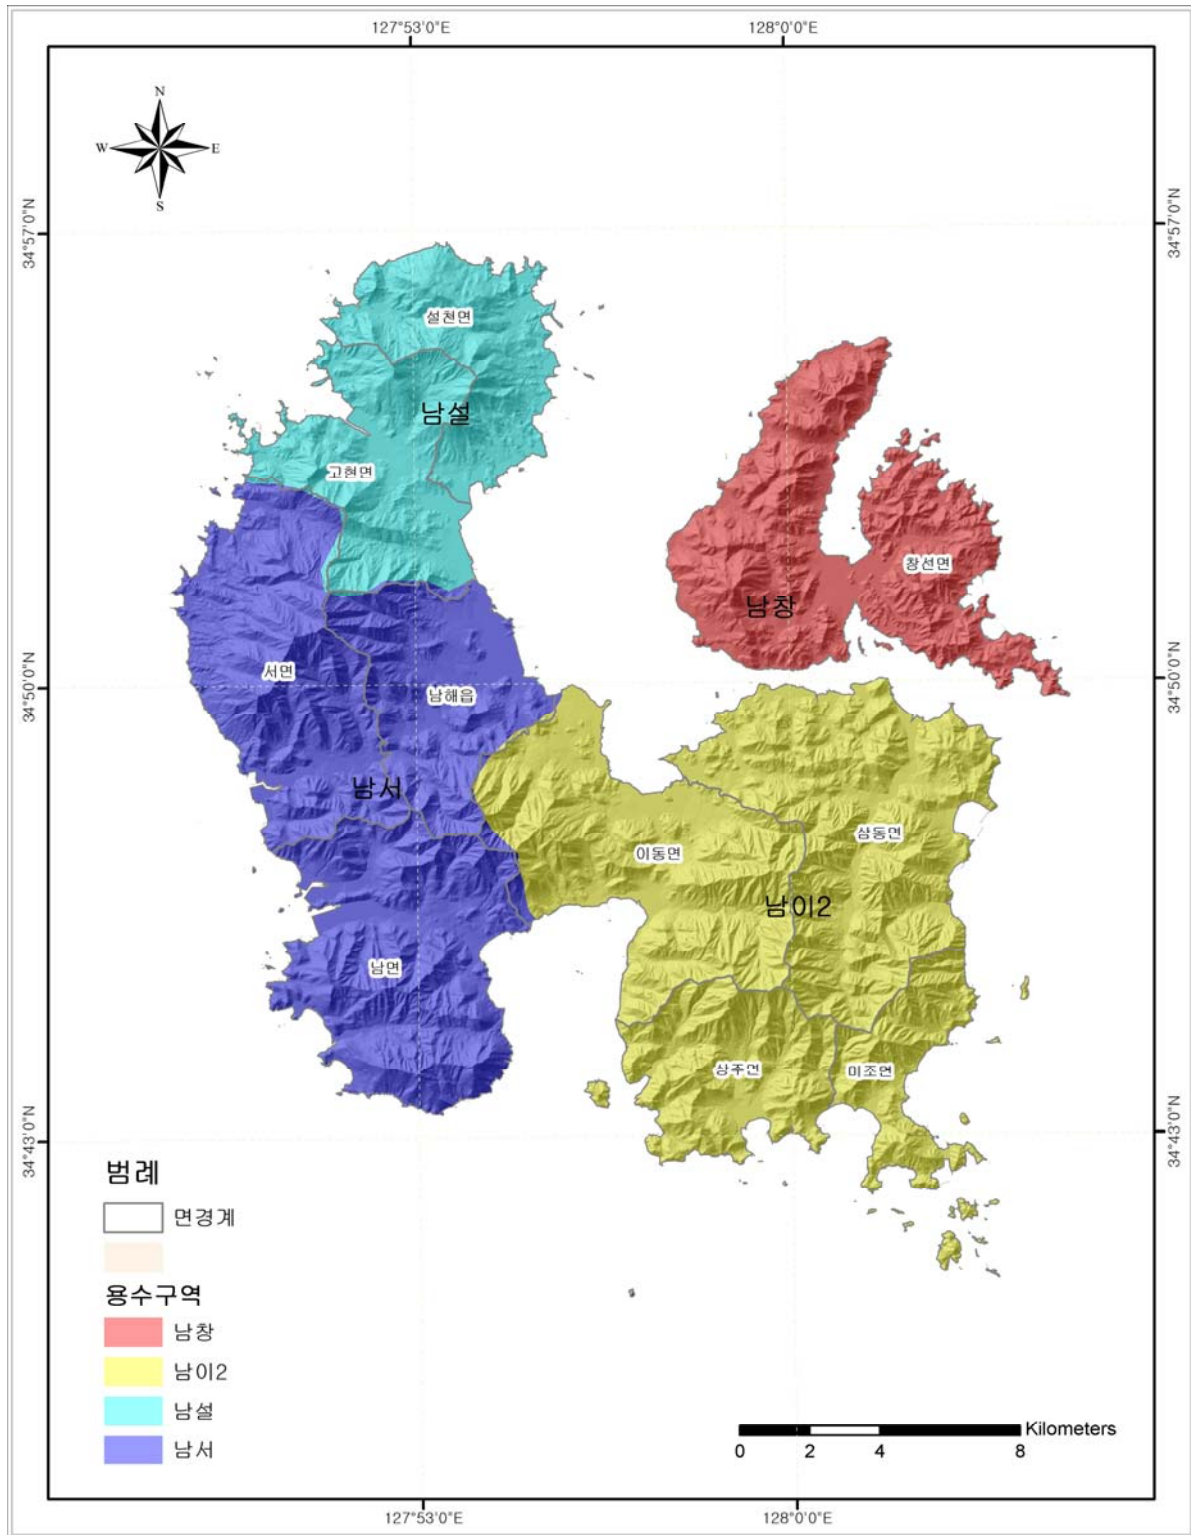 127°53'0"E
128°0'0"E
N
W
E
S
34°57'0"N
34°57'0"N
설천면
남설
고현면
창선면
남창
34°50'0"N
34°50'0"N
서면
남해읍
남서
삼동면
이동면
남이2
남면
상주면
미조면
34°43'0"N
34°43'0"N
범례
면경계
용수구역
남창
남이2
남설
남서
Kilometers
0 2 4 8
127°53'0"E
128°0'0"E